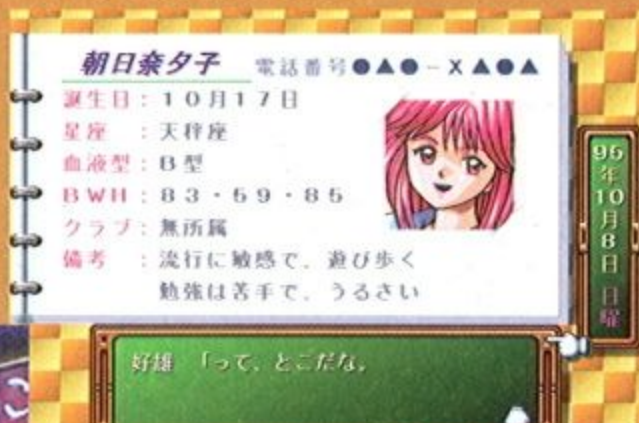 朝日奈夕子 電話番号●▲●-X▲●▲
誕生日：10月17日
星座：天秤座
血液型：B型
BWH：83・59・85
クラブ：無所属
備考：流行に敏感で、遊び歩く
勉強は苦手で、うるさい
95年10月8日 日曜
好雄 「って、とこだな。